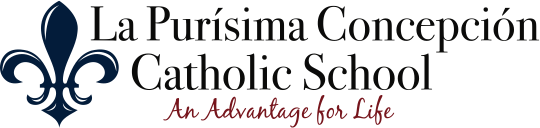 La Purísima Concepción
Catholic School
An Advantage for Life